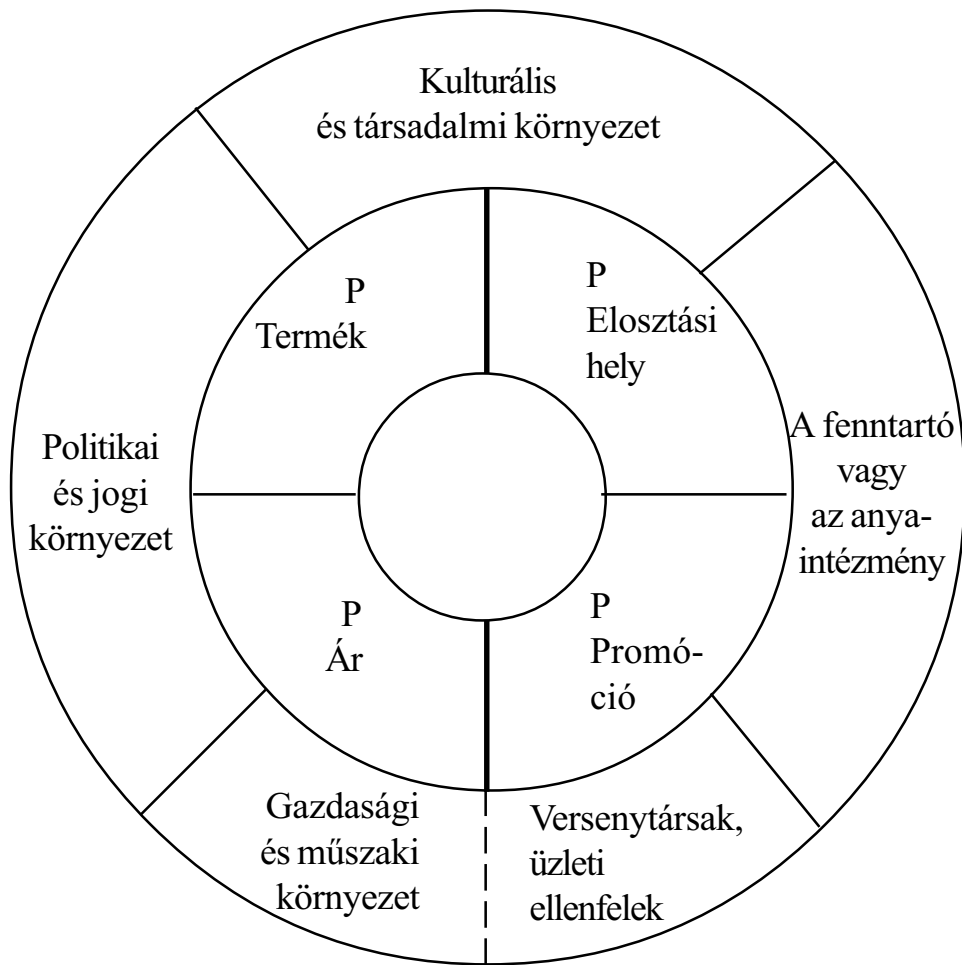 Kulturális
és társadalmi környezet
P
Termék
P
Elosztási
hely
Politikai
és jogi
környezet
A fenntartó
vagy
az anya-
intézmény
P
Ár
P
Promó-
ció
Gazdasági
és műszaki
környezet
Versenytársak,
üzleti
ellenfelek